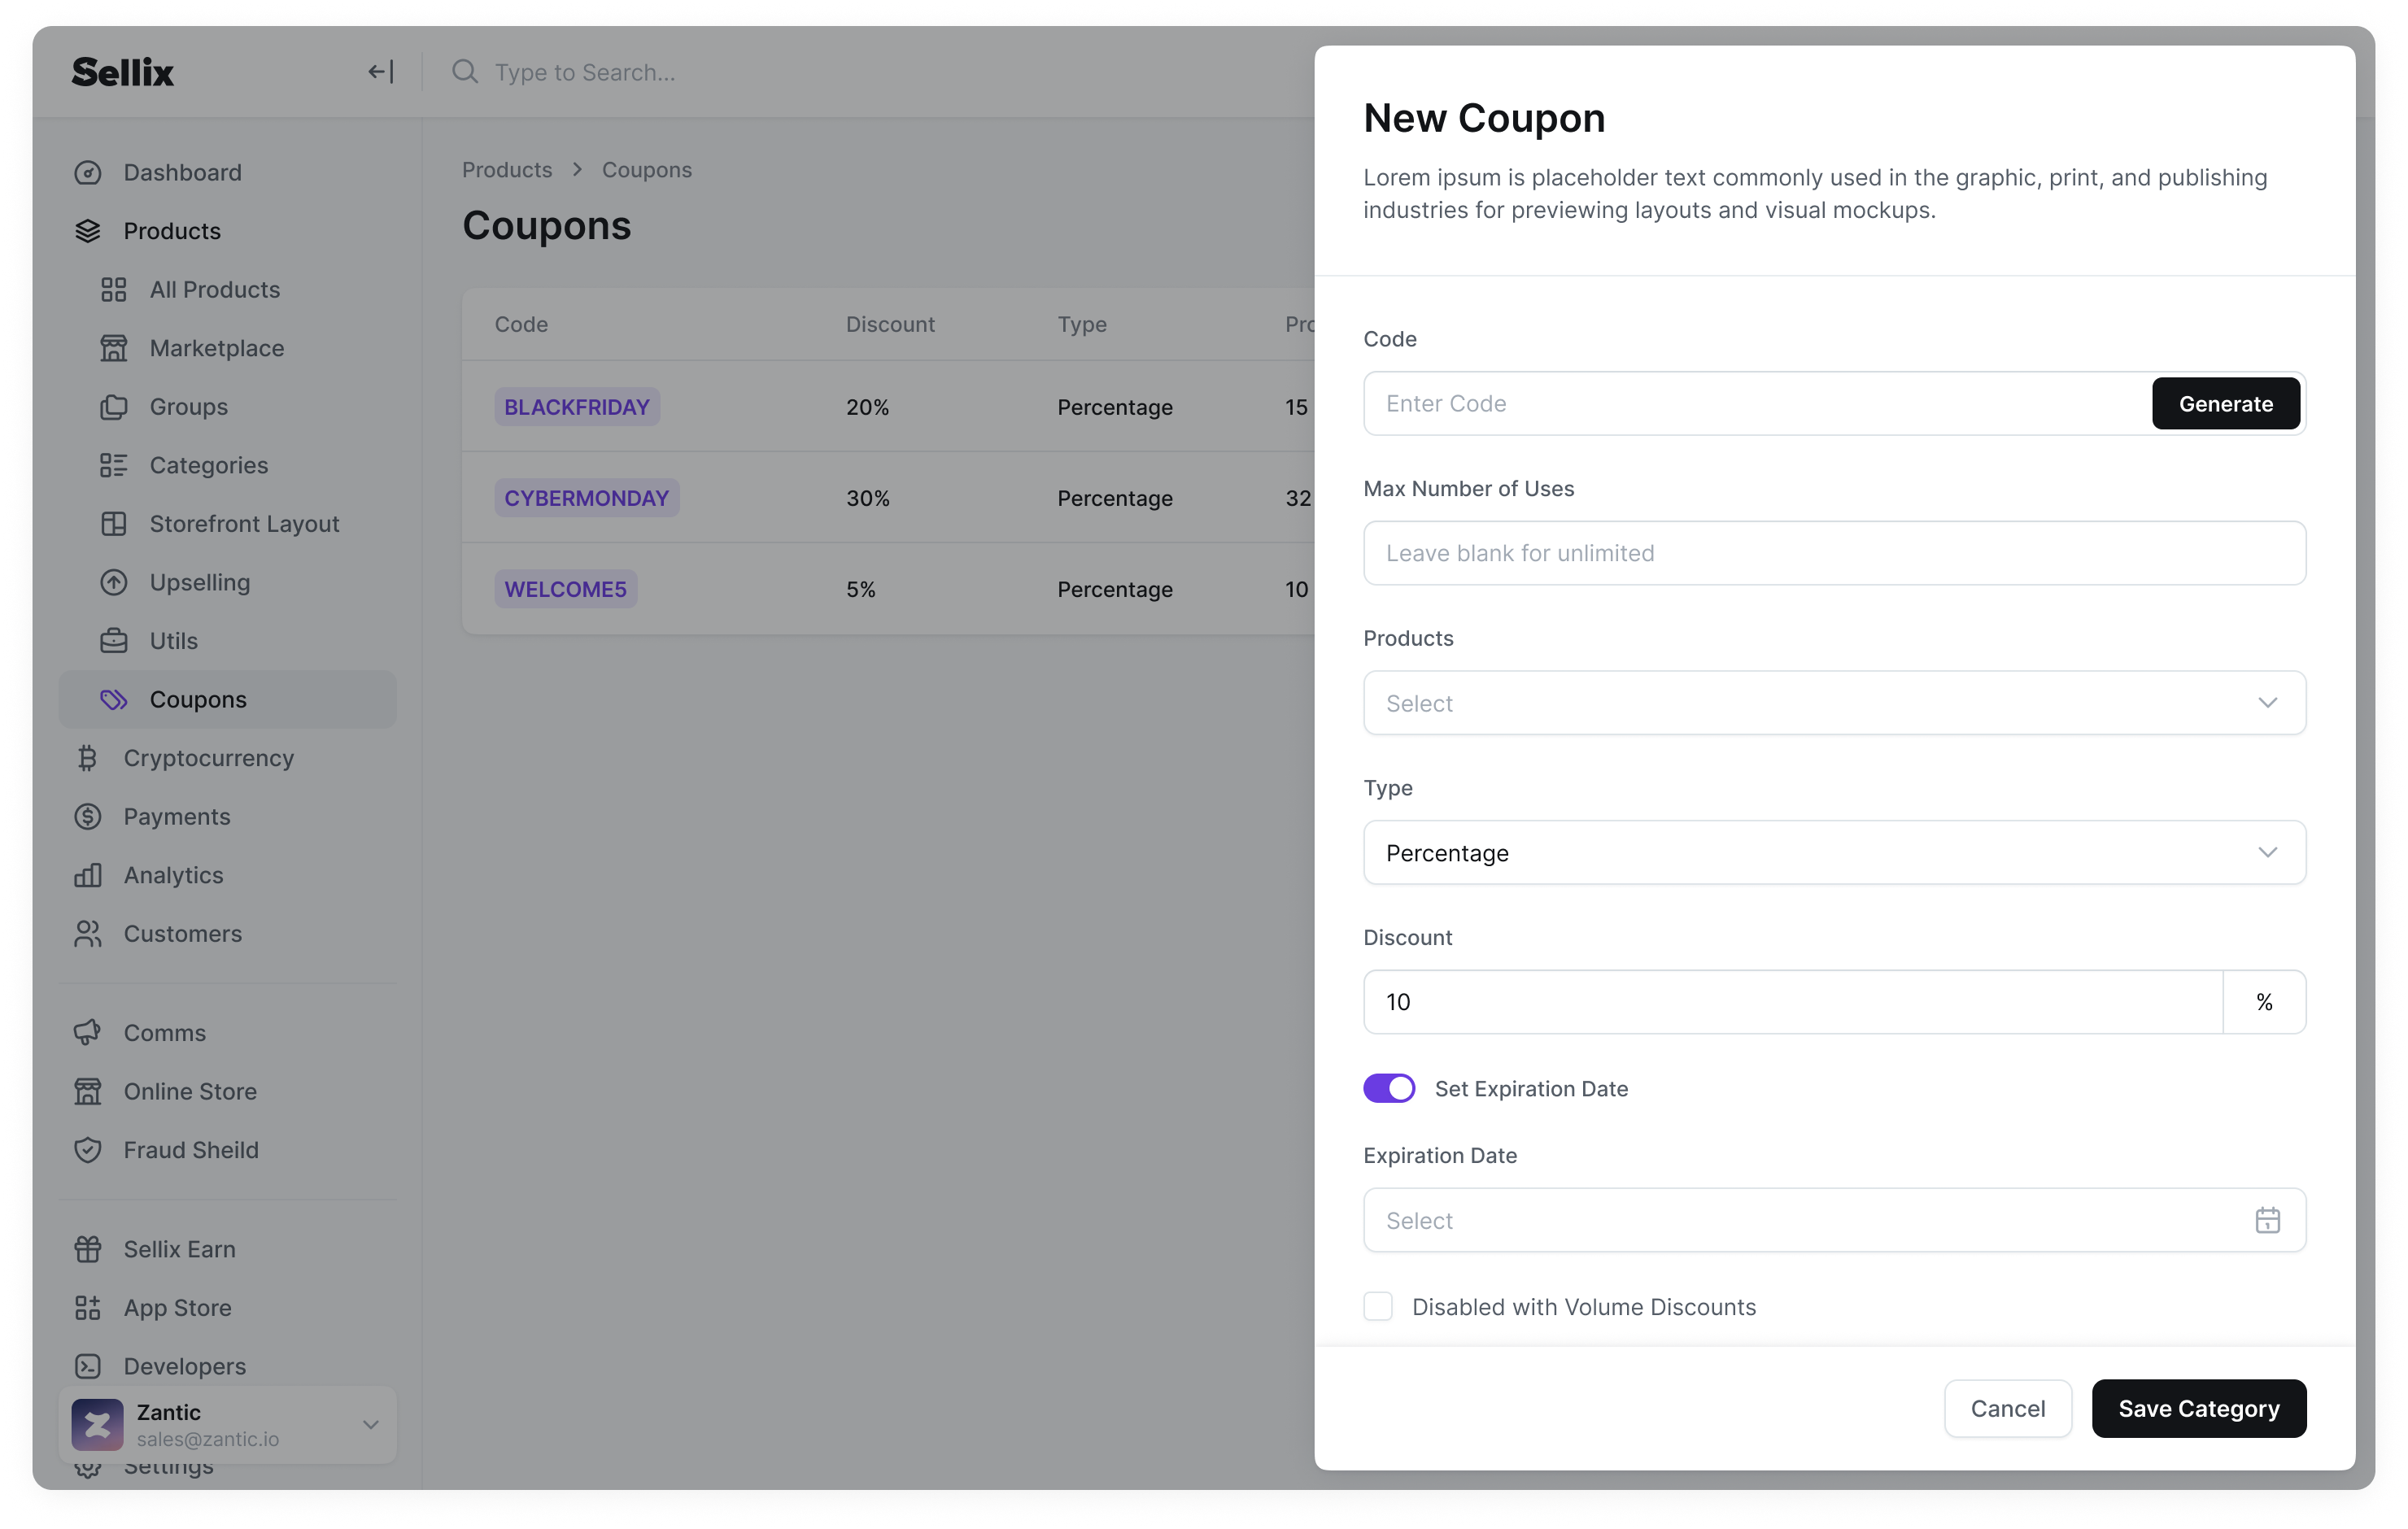 Sellix
Type to Search...
Dashboard
Products
All Products
Marketplace
Groups
Categories
Storefront Layout
Upselling
Utils
Coupons
Cryptocurrency
Payments
Analytics
Customers
Comms
Online Store
Fraud Sheild
Sellix Earn
App Store
Developers
Zantic
sales@zantic.io
Settings
Products > Coupons
Coupons
Code Discount Type
BLACKFRIDAY 20% Percentage 15
CYBERMONDAY 30% Percentage 32
WELCOME5 5% Percentage 10
New Coupon
Lorem ipsum is placeholder text commonly used in the graphic, print, and publishing
industries for previewing layouts and visual mockups.
Code
Enter Code Generate
Max Number of Uses
Leave blank for unlimited
Products
Select
Type
Percentage
Discount
10 %
Set Expiration Date
Expiration Date
Select
Disabled with Volume Discounts
Cancel Save Category